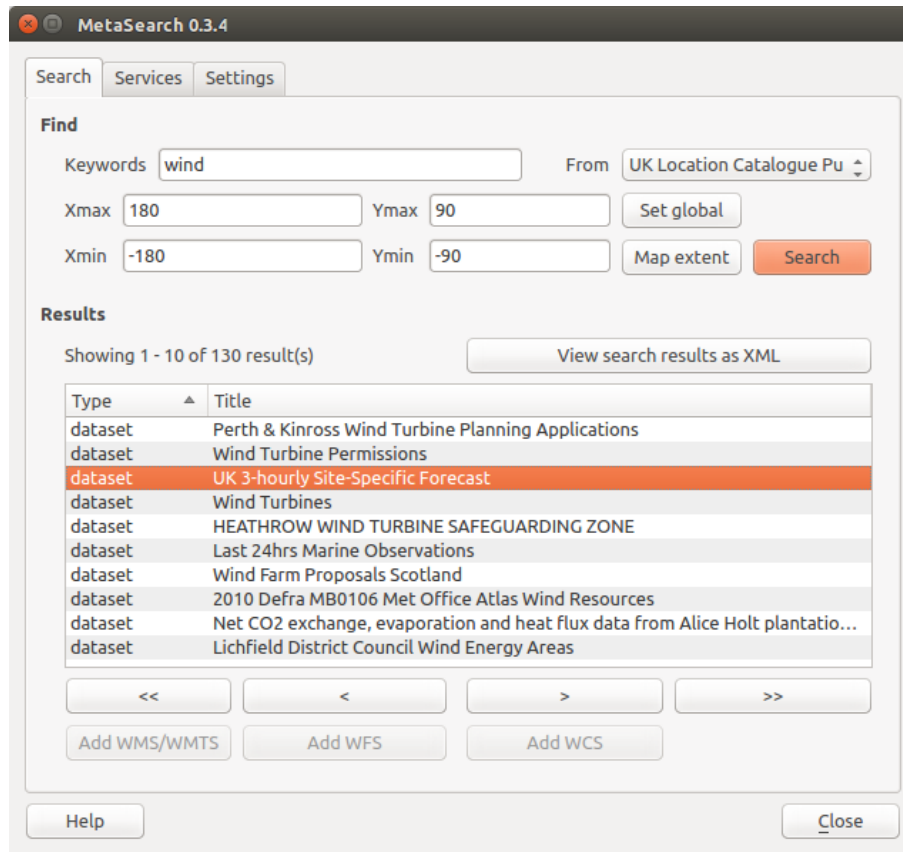 MetaSearch 0.3.4
Search Services Settings
Find
Keywords wind From UK Location Catalogue Pu
Xmax 180 Ymax 90 Set global
Xmin -180 Ymin -90 Map extent Search
Results
Showing 1 - 10 of 130 result(s) View search results as XML
Type Title
dataset Perth & Kinross Wind Turbine Planning Applications
dataset Wind Turbine Permissions
dataset UK 3-hourly Site-Specific Forecast
dataset Wind Turbines
dataset HEATHROW WIND TURBINE SAFEGUARDING ZONE
dataset Last 24hrs Marine Observations
dataset Wind Farm Proposals Scotland
dataset 2010 Defra MB0106 Met Office Atlas Wind Resources
dataset Net CO2 exchange, evaporation and heat flux data from Alice Holt plantatio...
dataset Lichfield District Council Wind Energy Areas
<< < > >>
Add WMS/WMTS Add WFS Add WCS
Help Close